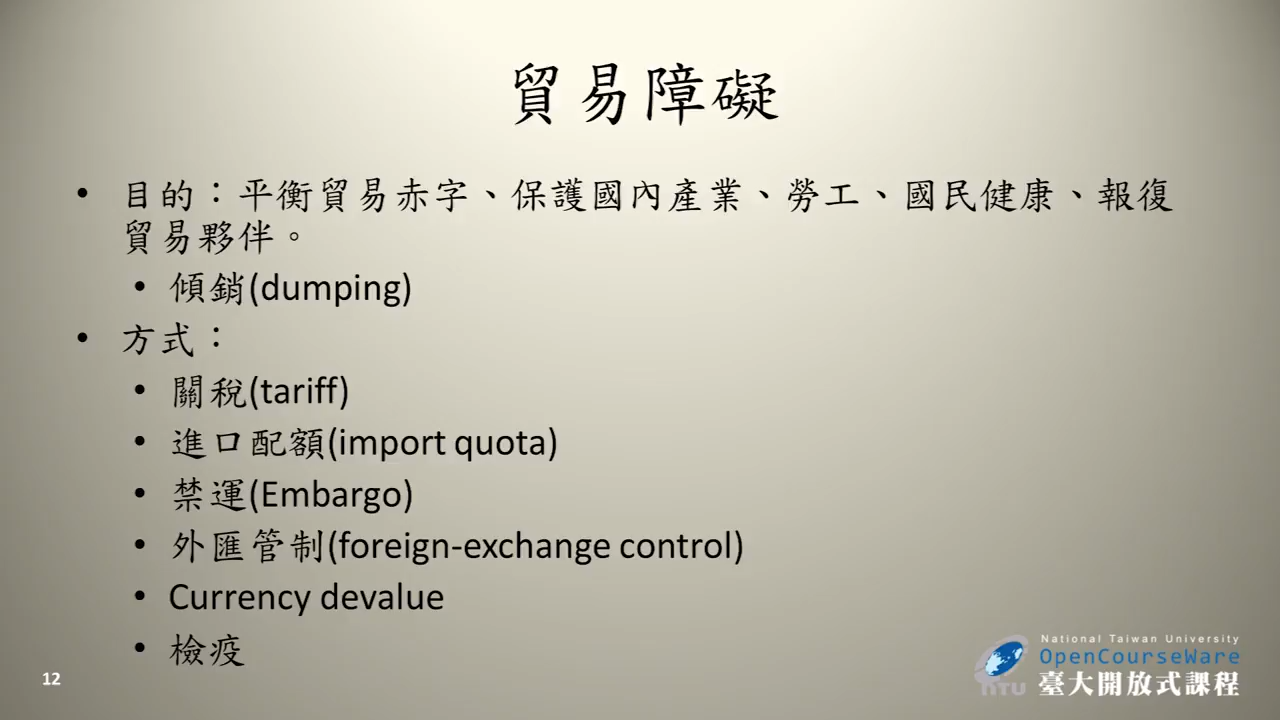 貿易障礙
• 目的：平衡貿易赤字、保護國內產業、勞工、國民健康、報復
貿易夥伴。
• 傾銷(dumping)
• 方式：
• 關稅(tariff)
• 進口配額(import quota)
• 禁運(Embargo)
• 外匯管制(foreign-exchange control)
• Currency devalue
• 檢疫
12
National Taiwan University
OpenCourseWare
NTU
臺大開放式課程